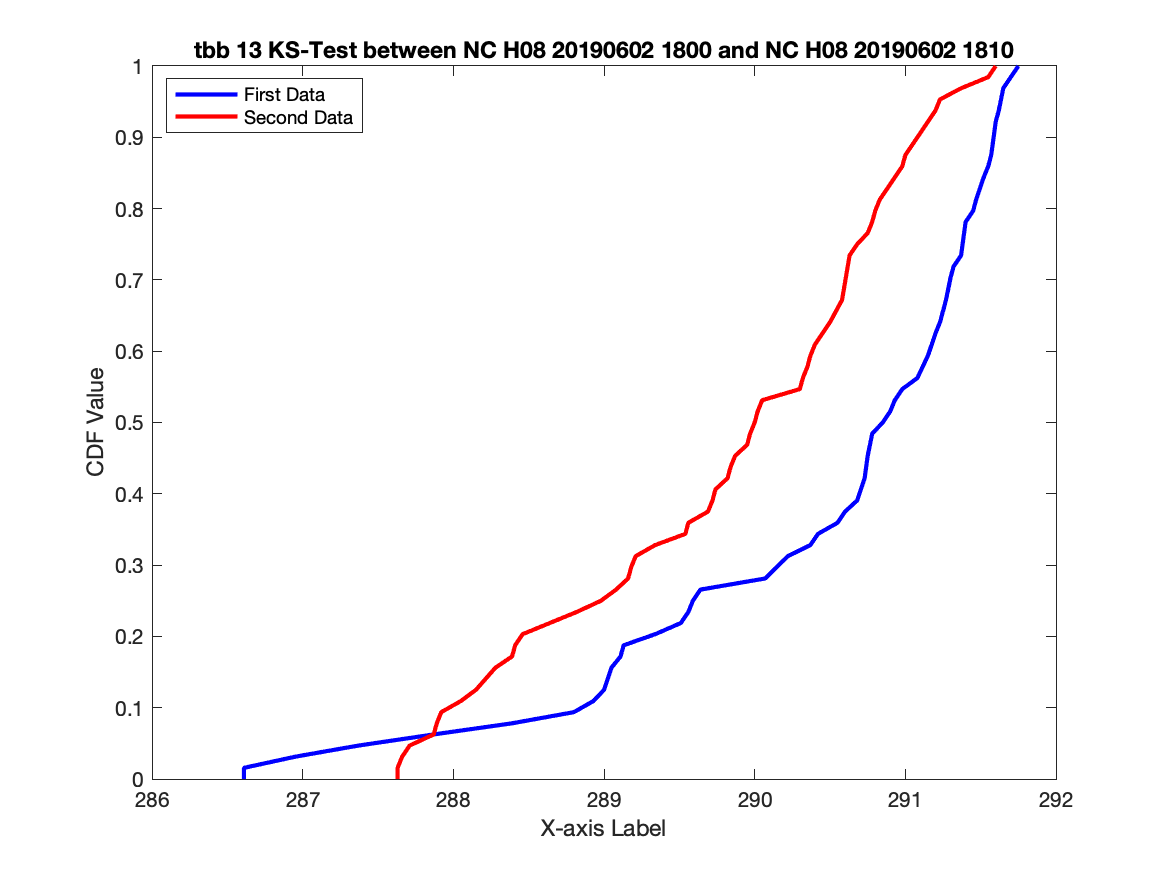 tbb 13 KS-Test between NC H08 20190602 1800 and NC H08 20190602 1810
First Data
Second Data
1
0.9
0.8
0.7
0.6
0.5
0.4
0.3
0.2
0.1
0
CDF Value
286 287 288 289 290 291 292
X-axis Label